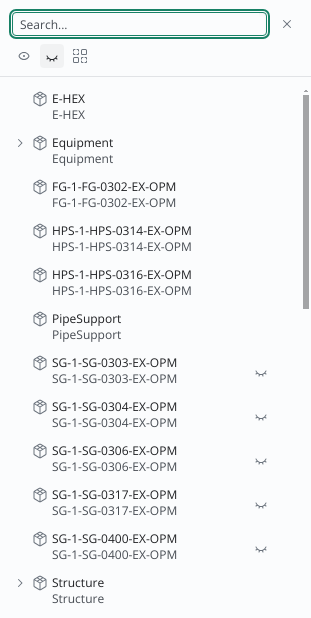 Search...
E-HEX
E-HEX
Equipment
Equipment
FG-1-FG-0302-EX-OPM
FG-1-FG-0302-EX-OPM
HPS-1-HPS-0314-EX-OPM
HPS-1-HPS-0314-EX-OPM
HPS-1-HPS-0316-EX-OPM
HPS-1-HPS-0316-EX-OPM
PipeSupport
PipeSupport
SG-1-SG-0303-EX-OPM
SG-1-SG-0303-EX-OPM
SG-1-SG-0304-EX-OPM
SG-1-SG-0304-EX-OPM
SG-1-SG-0306-EX-OPM
SG-1-SG-0306-EX-OPM
SG-1-SG-0317-EX-OPM
SG-1-SG-0317-EX-OPM
SG-1-SG-0400-EX-OPM
SG-1-SG-0400-EX-OPM
Structure
Structure